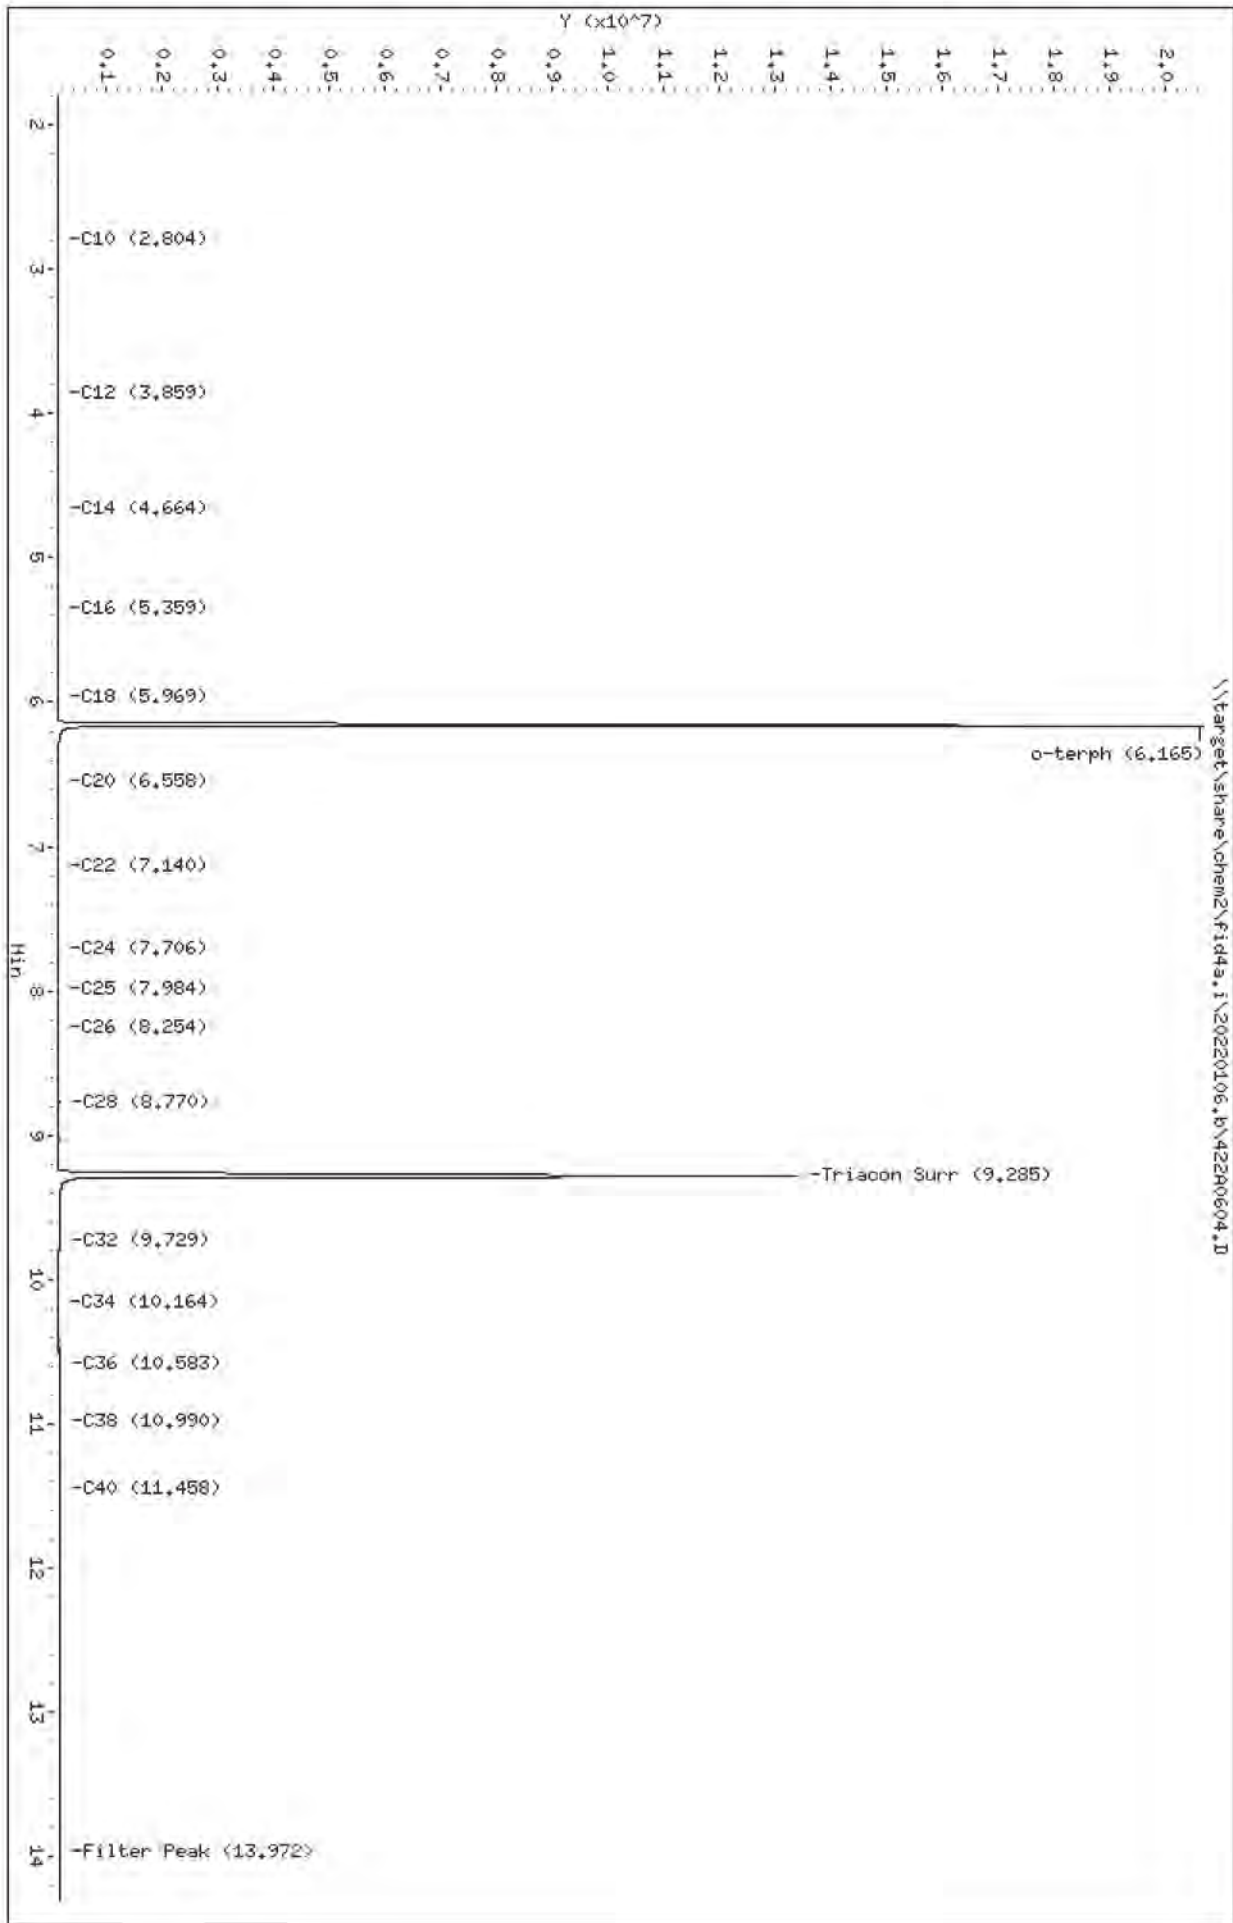 Y (x10^7)
0.1
0.2
0.3
0.4
0.5
0.6
0.7
0.8
0.9
1.0
1.1
1.2
1.3
1.4
1.5
1.6
1.7
1.8
1.9
2.0
\\target\share\chem2\fid4a.i\20220106.b\422A0604.D
2
3
4
5
6
7
8
9
10
11
12
13
14
Min
-C10 (2.804)
-C12 (3.859)
-C14 (4.664)
-C16 (5.359)
-C18 (5.969)
o-terph (6.165)
-C20 (6.558)
-C22 (7.140)
-C24 (7.706)
-C25 (7.984)
-C26 (8.254)
-C28 (8.770)
-Triacon Surr (9.285)
-C32 (9.729)
-C34 (10.164)
-C36 (10.583)
-C38 (10.990)
-C40 (11.458)
-Filter Peak (13.972)